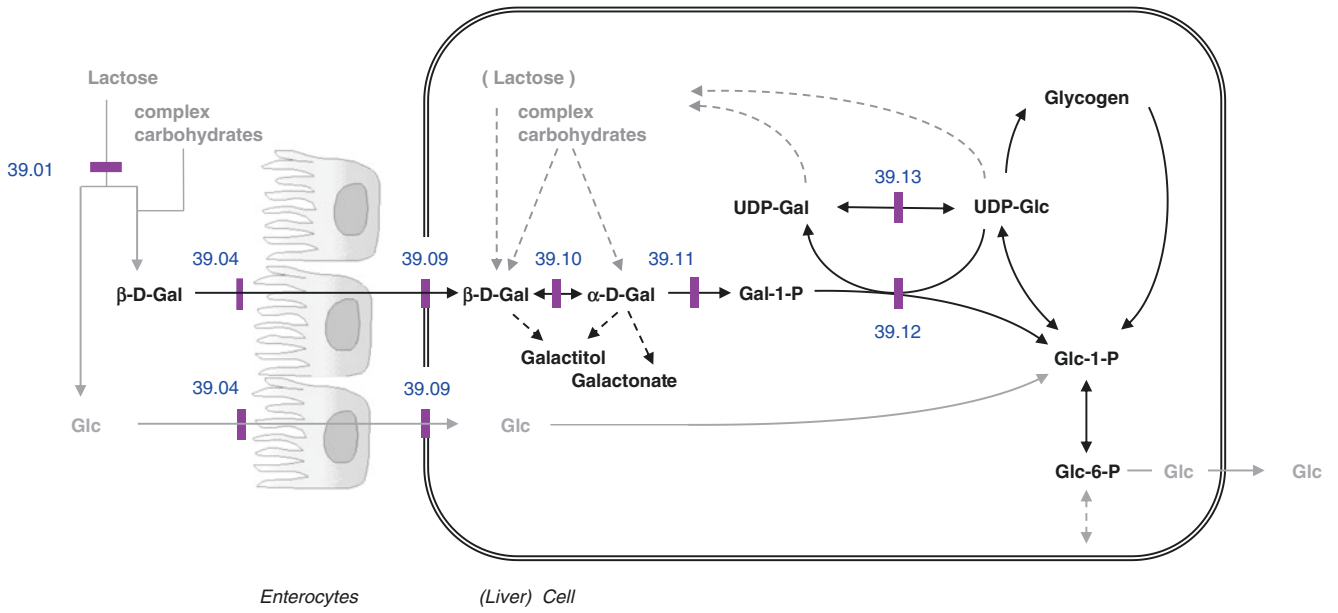 Lactose
complex
carbohydrates
39.01
( Lactose )
complex
carbohydrates
Glycogen
39.13
UDP-Gal
UDP-Glc
39.04
39.09
39.10
39.11
β-D-Gal
β-D-Gal
α-D-Gal
Gal-1-P
39.12
Galactitol
Galactonate
Glc-1-P
39.04
39.09
Glc
Glc
Glc-6-P
Glc
Glc
Enterocytes
(Liver) Cell